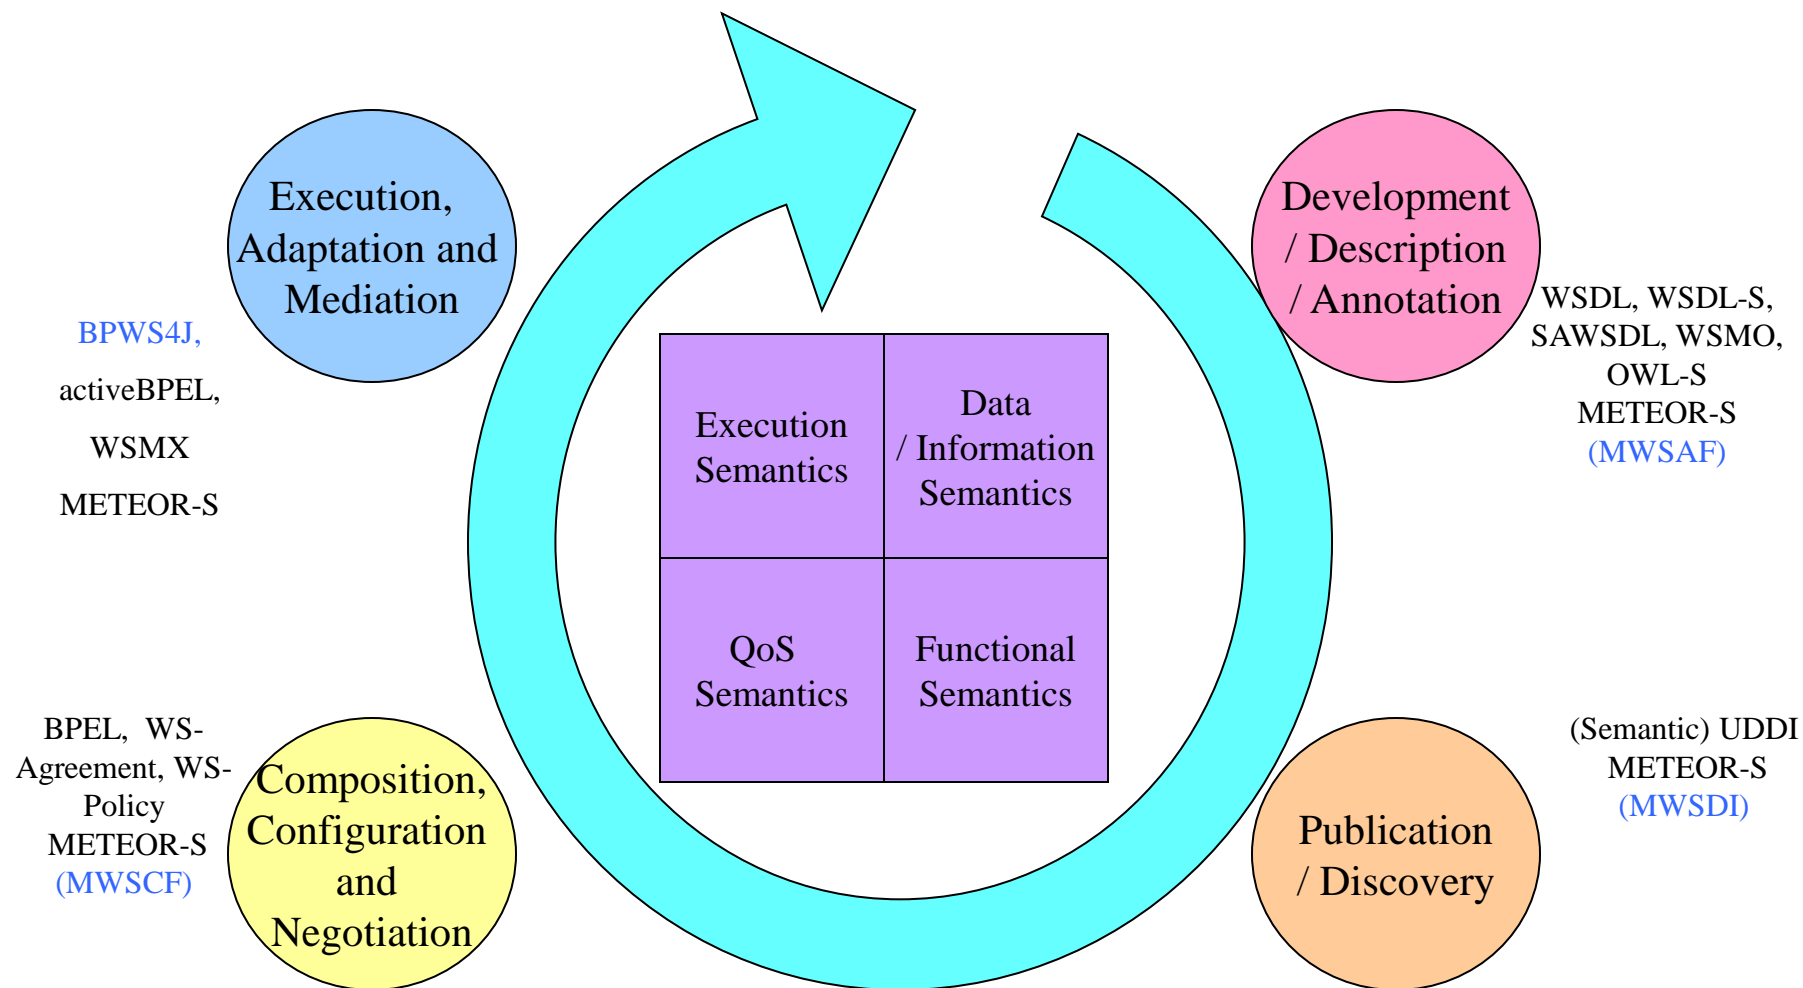 Execution,
Adaptation and
Mediation
BPWS4J,
activeBPEL,
WSMX
METEOR-S
Development
/ Description
/ Annotation
WSDL, WSDL-S,
SAWSDL, WSMO,
OWL-S
METEOR-S
(MWSAF)
Execution
Semantics
Data
/ Information
Semantics
QoS
Semantics
Functional
Semantics
BPEL, WS-
Agreement, WS-
Policy
METEOR-S
(MWSCF)
Composition,
Configuration
and
Negotiation
Publication
/ Discovery
(Semantic) UDDI
METEOR-S
(MWSDI)